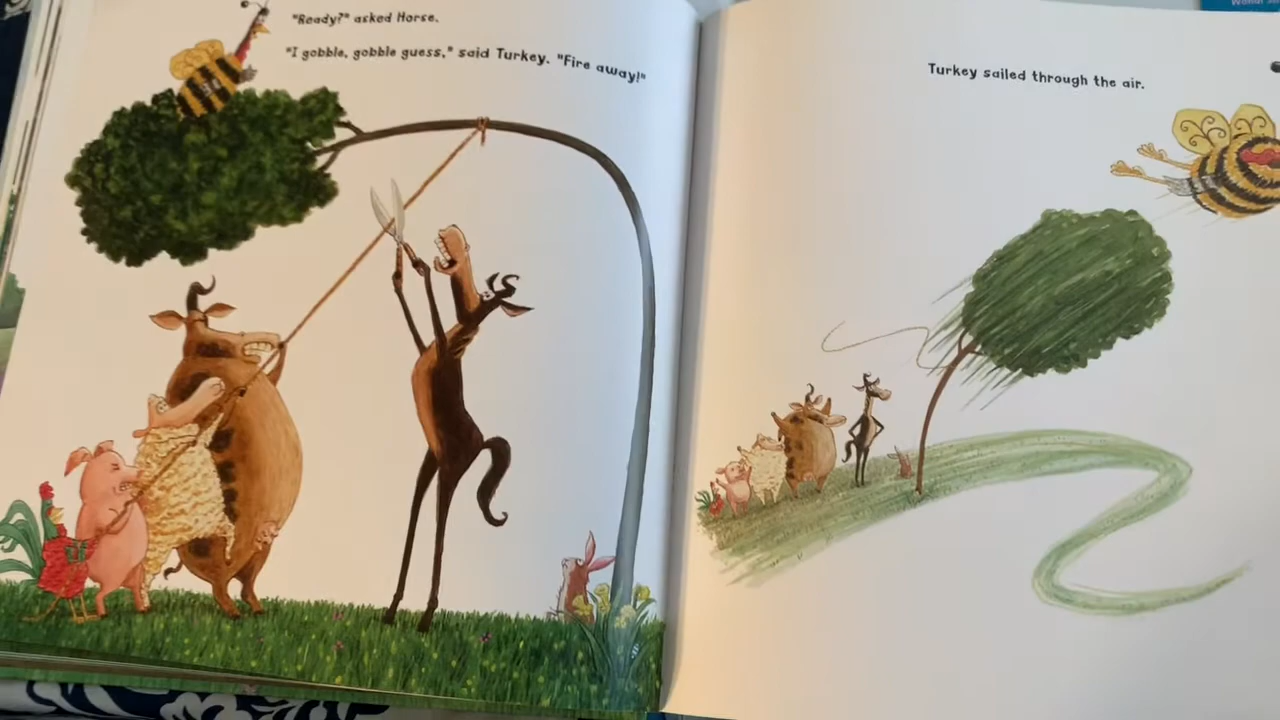 "Ready?" asked Horse.
"I gobble, gobble guess," said Turkey. "Fire away!"
Turkey sailed through the air.